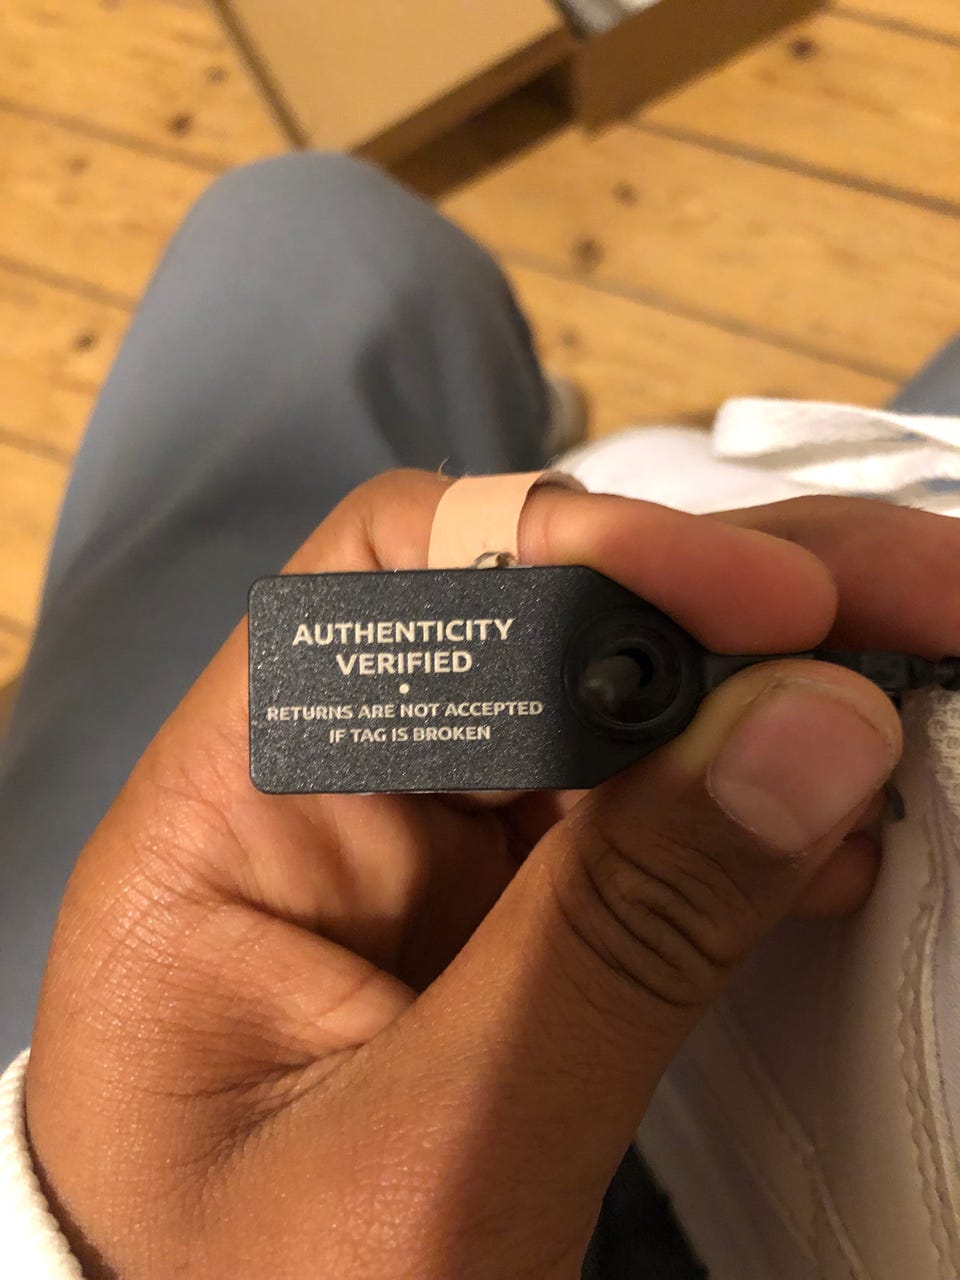 AUTHENTICITY
VERIFIED
•
RETURNS ARE NOT ACCEPTED
IF TAG IS BROKEN